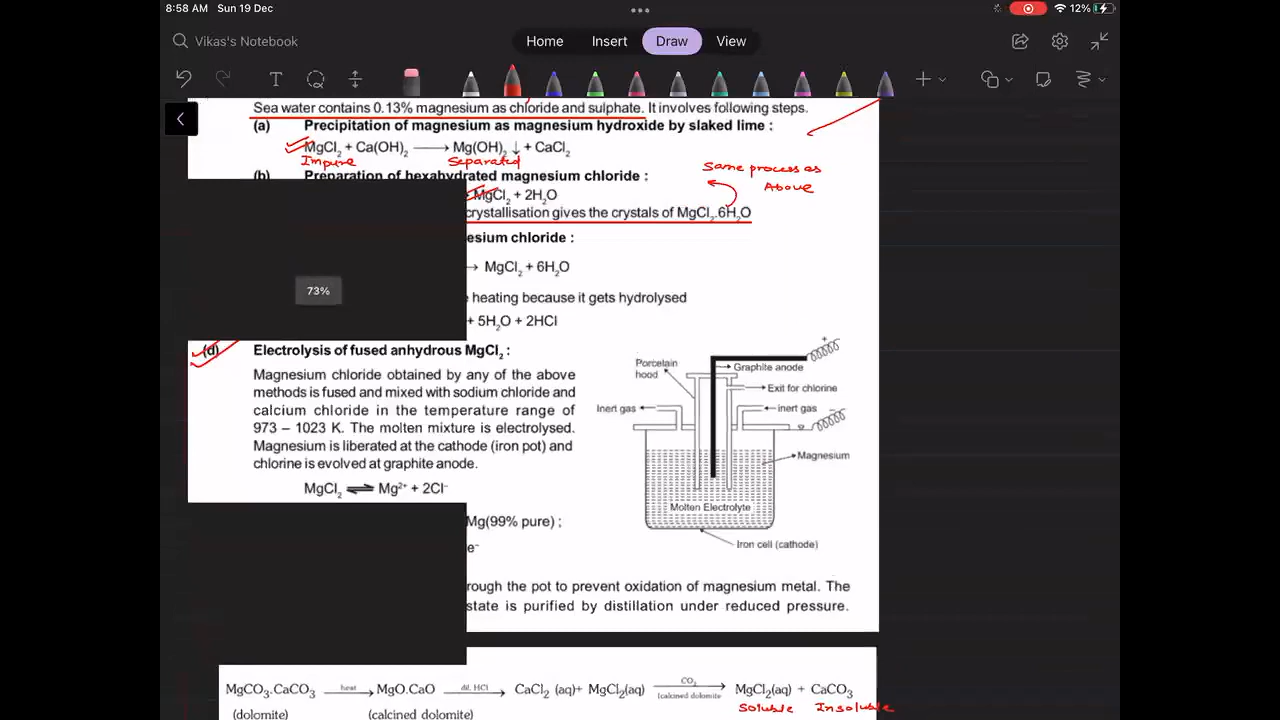 8:58 AM Sun 19 Dec
12%
Vikas's Notebook
Home Insert Draw View
Sea water contains 0.13% magnesium as chloride and sulphate. It involves following steps.
(a) Precipitation of magnesium as magnesium hydroxide by slaked lime :
MgCl₂ + Ca(OH)₂ ⟶ Mg(OH)₂ ↓ + CaCl₂
Impure Separated
Same process as
Above
(b) Preparation of hexahydrated magnesium chloride :
MgCl₂ + 2H₂O
crystallisation gives the crystals of MgCl₂.6H₂O
esium chloride :
→ MgCl₂ + 6H₂O
73%
heating because it gets hydrolysed
+ 5H₂O + 2HCl
(d) Electrolysis of fused anhydrous MgCl₂ :
Magnesium chloride obtained by any of the above
methods is fused and mixed with sodium chloride and
calcium chloride in the temperature range of
973 – 1023 K. The molten mixture is electrolysed.
Magnesium is liberated at the cathode (iron pot) and
chlorine is evolved at graphite anode.
MgCl₂ ⇌ Mg²⁺ + 2Cl⁻
+
Porcelain
hood
Graphite anode
Exit for chlorine
Inert gas
inert gas
–
Magnesium
Molten Electrolyte
Iron cell (cathode)
Mg(99% pure) ;
e⁻
rough the pot to prevent oxidation of magnesium metal. The
state is purified by distillation under reduced pressure.
MgCO₃.CaCO₃ heat→ MgO.CaO dil. HCl→ CaCl₂ (aq)+ MgCl₂(aq) CO₂ (calcined dolomite→ MgCl₂(aq) + CaCO₃
(dolomite) (calcined dolomite) Soluble Insoluble